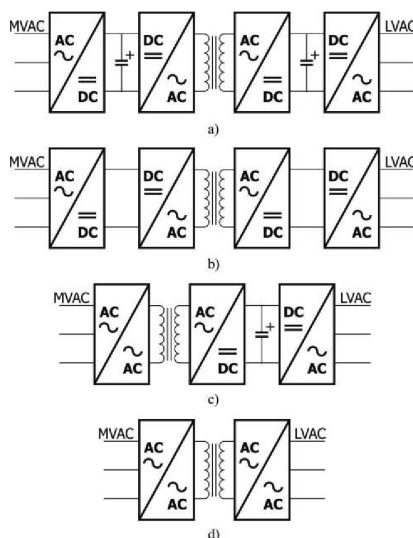 MVAC AC DC AC DC LVAC
DC + AC DC + AC
a)
MVAC AC DC AC DC LVAC
DC AC DC AC
b)
MVAC AC AC DC LVAC
AC DC + AC
c)
MVAC AC AC LVAC
AC AC
d)